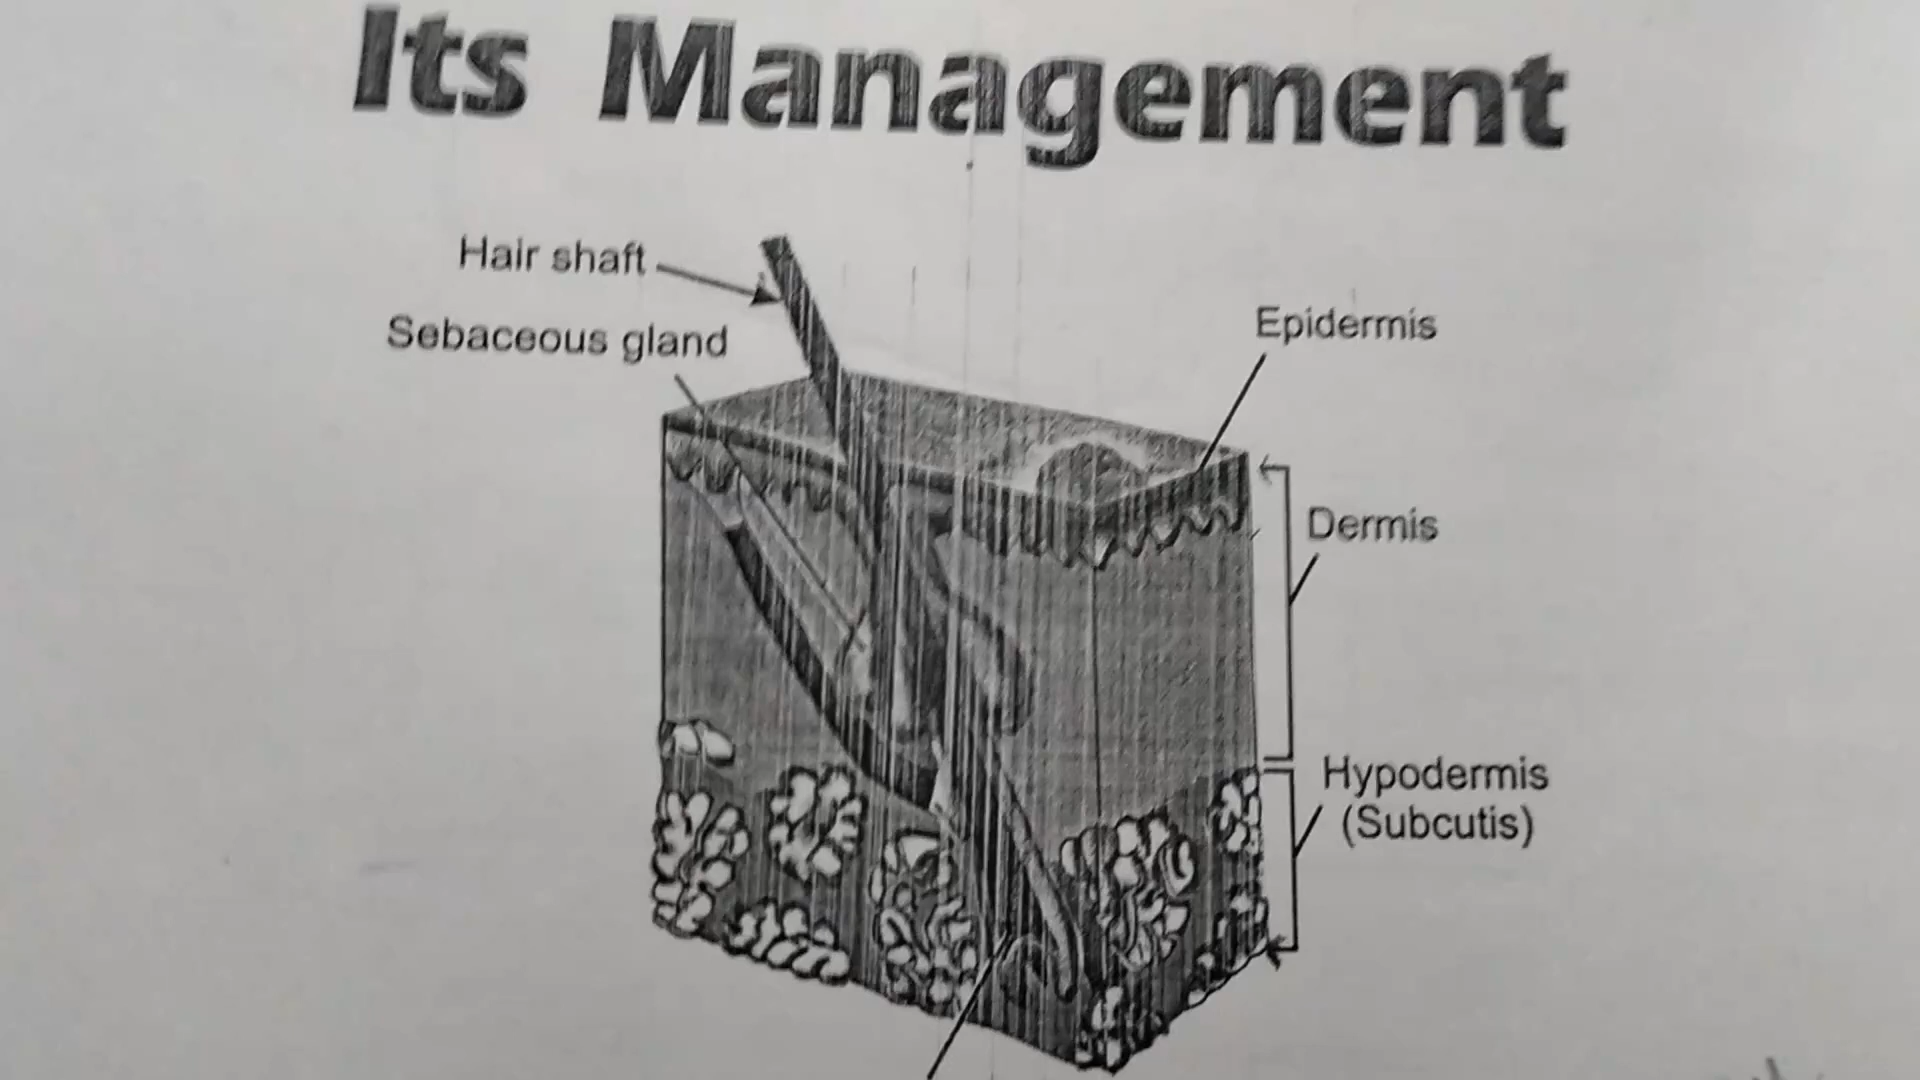 Its Management
Hair shaft
Sebaceous gland
Epidermis
Dermis
Hypodermis
(Subcutis)